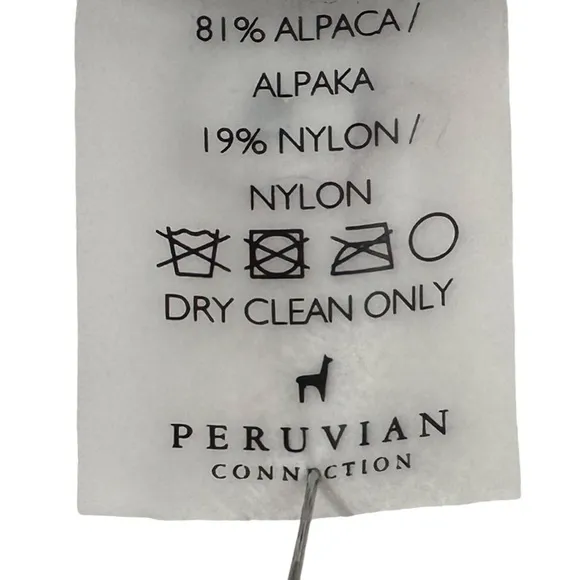 81% ALPACA /
ALPAKA
19% NYLON /
NYLON
DRY CLEAN ONLY
PERUVIAN
CONNECTION